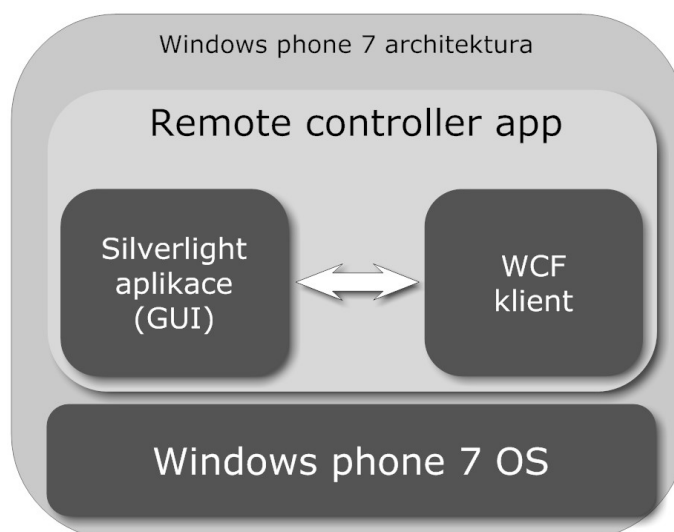 Windows phone 7 architektura
Remote controller app
Silverlight
aplikace
(GUI)
WCF
klient
Windows phone 7 OS